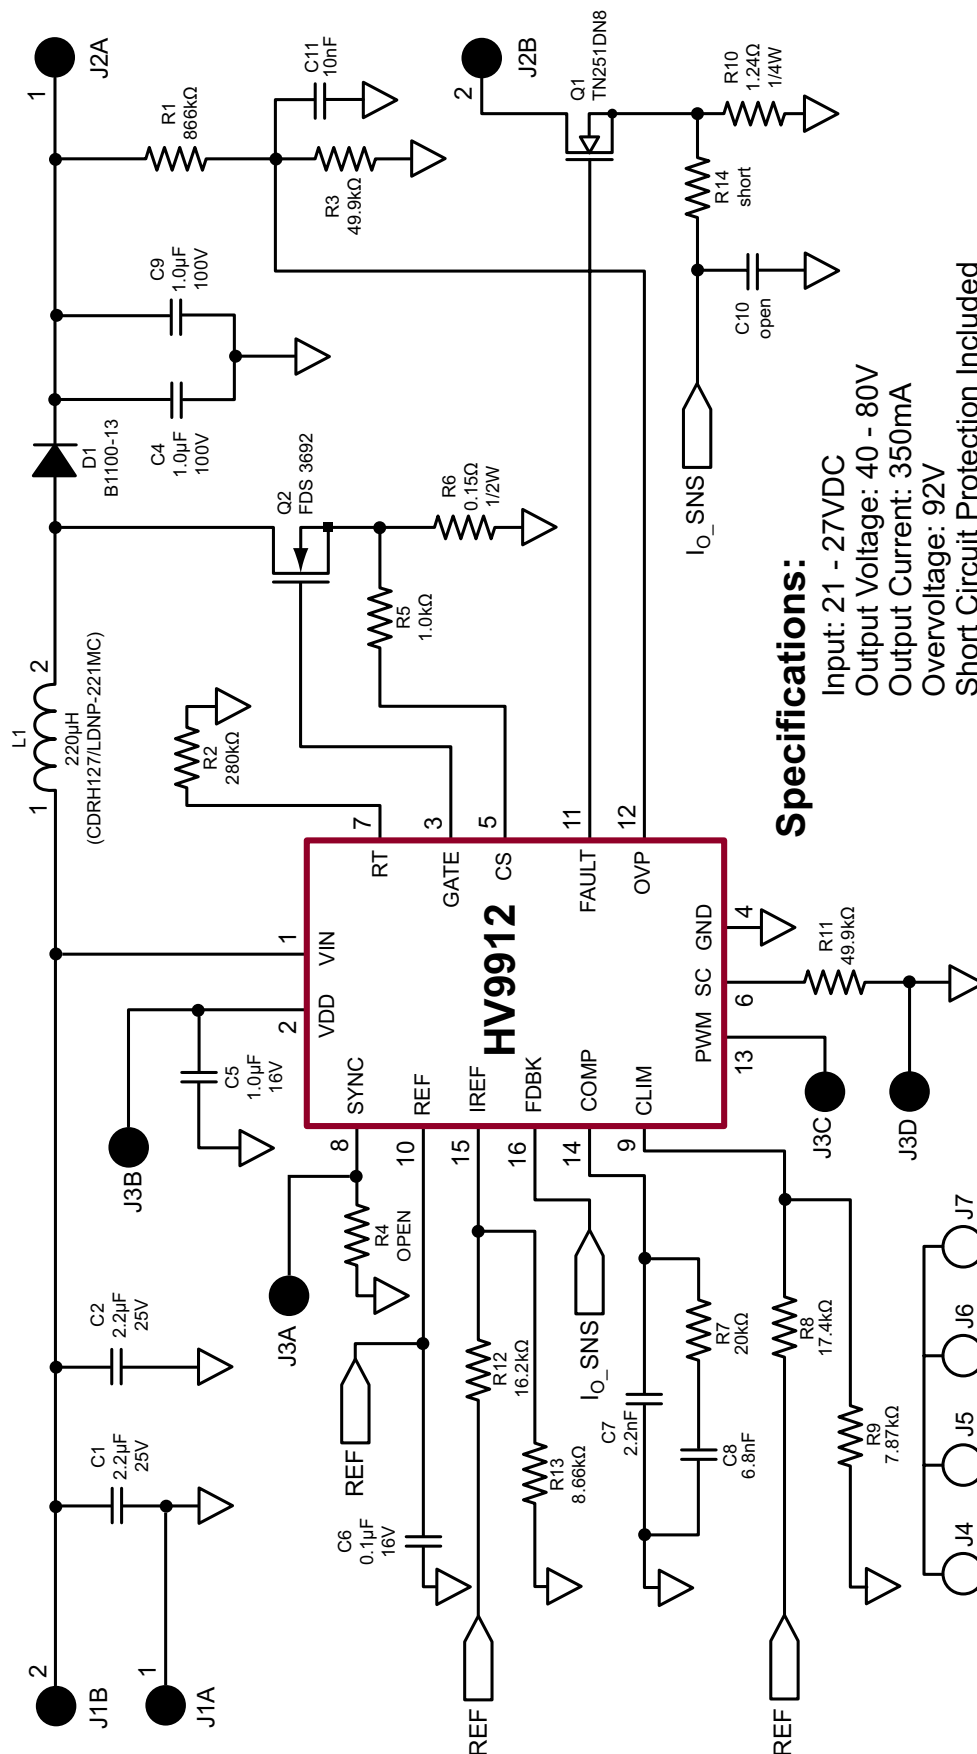 J1B
2
J1A
1
C1
2.2µF
25V
C2
2.2µF
25V
J3B
C5
1.0µF
16V
L1
1
2
220µH
(CDRH127/LDNP-221MC)
D1
B1100-13
C4
1.0µF
100V
C9
1.0µF
100V
R1
866kΩ
1
J2A
C11
10nF
R3
49.9kΩ
2
J2B
Q1
TN251DN8
R10
1.24Ω
1/4W
R14
short
C10
open
IO_SNS
Q2
FDS 3692
R6
0.15Ω
1/2W
R5
1.0kΩ
R2
280kΩ
HV9912
1
VIN
2
VDD
7
RT
3
GATE
5
CS
11
FAULT
12
OVP
SYNC
8
REF
10
IREF
15
FDBK
16
COMP
14
CLIM
9
PWM
13
SC
6
GND
4
J3A
R4
OPEN
REF
C6
0.1µF
16V
REF
R12
16.2kΩ
R13
8.66kΩ
IO_SNS
C7
2.2nF
R7
20kΩ
C8
6.8nF
REF
R8
17.4kΩ
R9
7.87kΩ
R11
49.9kΩ
J3C
J3D
J4
J5
J6
J7
Specifications:
Input: 21 - 27VDC
Output Voltage: 40 - 80V
Output Current: 350mA
Overvoltage: 92V
Short Circuit Protection Included